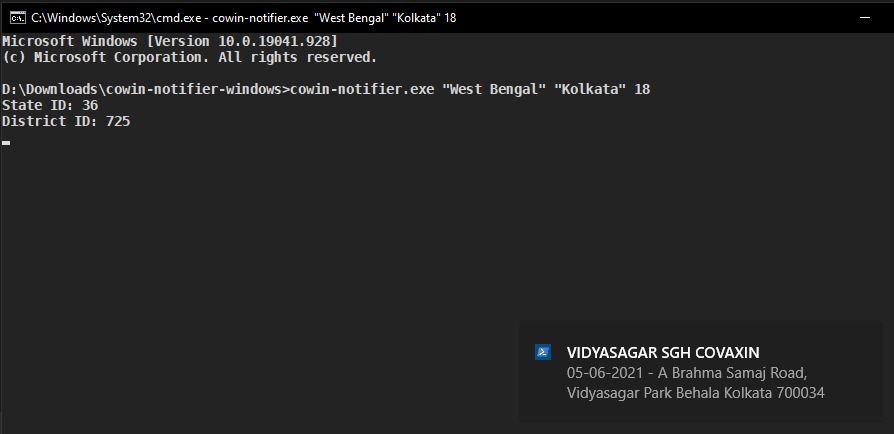 C:\Windows\System32\cmd.exe - cowin-notifier.exe "West Bengal" "Kolkata" 18
Microsoft Windows [Version 10.0.19041.928]
(c) Microsoft Corporation. All rights reserved.
D:\Downloads\cowin-notifier-windows>cowin-notifier.exe "West Bengal" "Kolkata" 18
State ID: 36
District ID: 725
VIDYASAGAR SGH COVAXIN
05-06-2021 - A Brahma Samaj Road,
Vidyasagar Park Behala Kolkata 700034